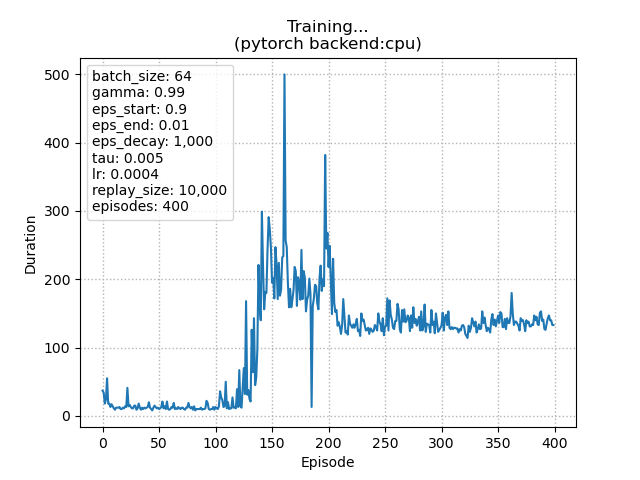 Training...
(pytorch backend:cpu)
batch_size: 64
gamma: 0.99
eps_start: 0.9
eps_end: 0.01
eps_decay: 1,000
tau: 0.005
lr: 0.0004
replay_size: 10,000
episodes: 400
500
400
300
200
100
0
Duration
0 50 100 150 200 250 300 350 400
Episode